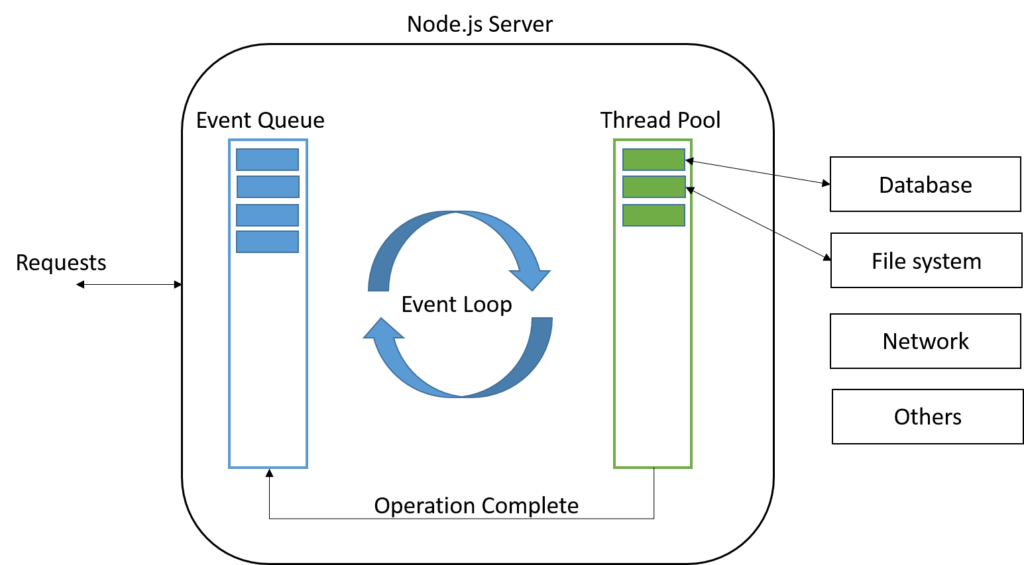 Node.js Server
Event Queue
Thread Pool
Database
Requests
File system
Event Loop
Network
Others
Operation Complete